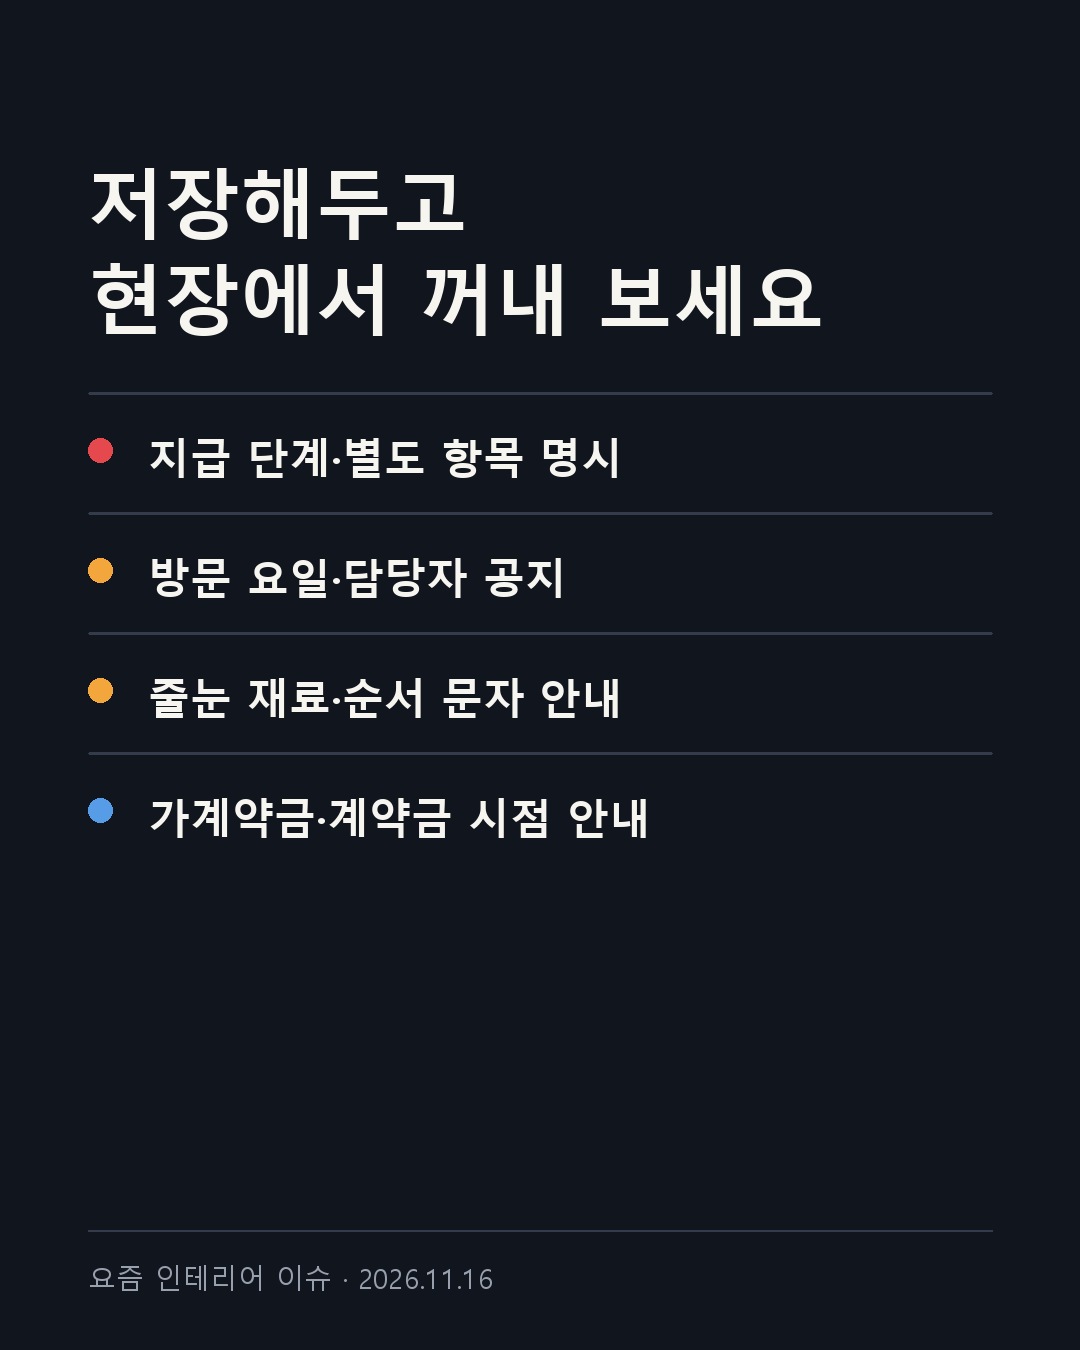 저장해두고
현장에서 꺼내 보세요
지급 단계·별도 항목 명시
방문 요일·담당자 공지
줄눈 재료·순서 문자 안내
가계약금·계약금 시점 안내
요즘 인테리어 이슈 · 2026.11.16